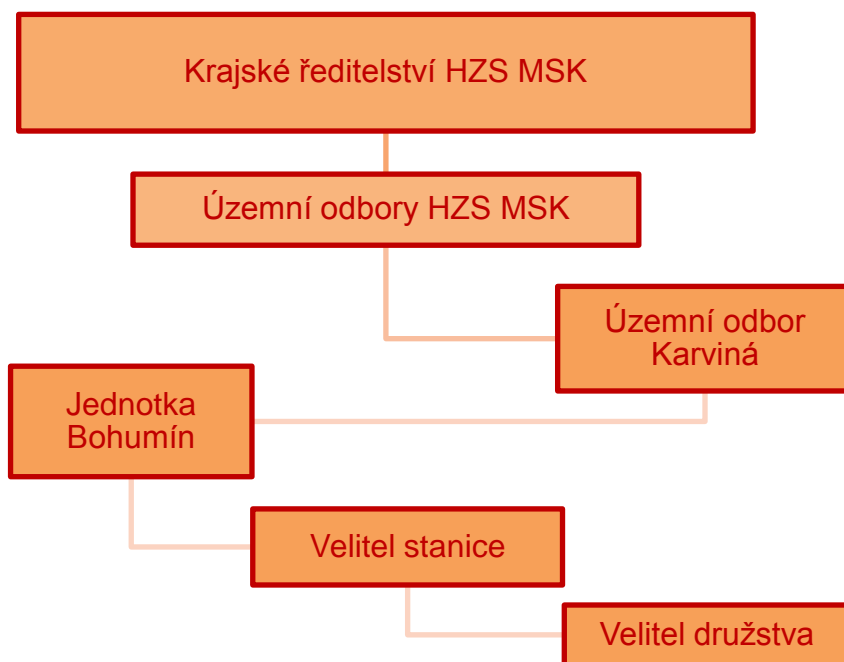 Krajské ředitelství HZS MSK
Územní odbory HZS MSK
Územní odbor
Karviná
Jednotka
Bohumín
Velitel stanice
Velitel družstva